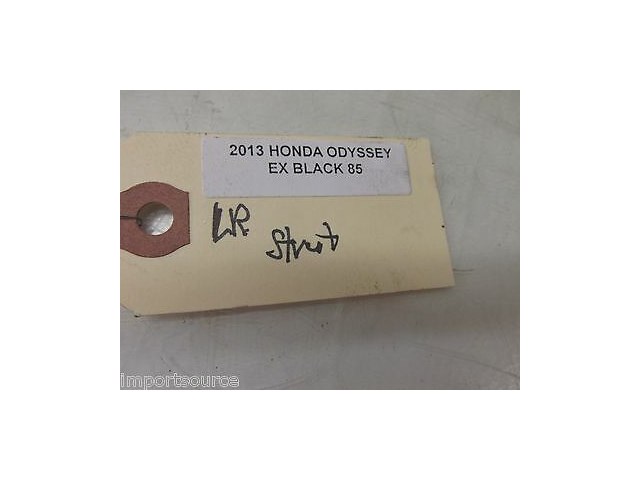 2013 HONDA ODYSSEY
EX BLACK 85
LR
Strut
importsource